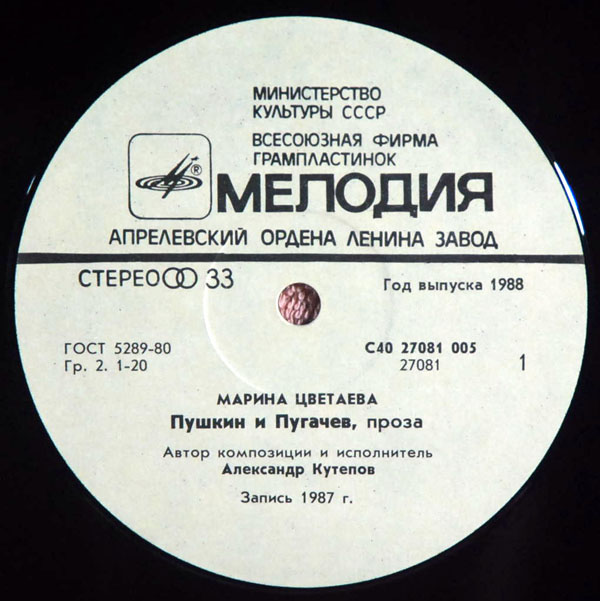 МИНИСТЕРСТВО
КУЛЬТУРЫ СССР
ВСЕСОЮЗНАЯ ФИРМА
ГРАМПЛАСТИНОК
®
МЕЛОДИЯ
АПРЕЛЕВСКИЙ ОРДЕНА ЛЕНИНА ЗАВОД
СТЕРЕО 33
Год выпуска 1988
ГОСТ 5289-80
Гр. 2. 1-20
С40 27081 005
27081
1
МАРИНА ЦВЕТАЕВА
Пушкин и Пугачев, проза
Автор композиции и исполнитель
Александр Кутепов
Запись 1987 г.